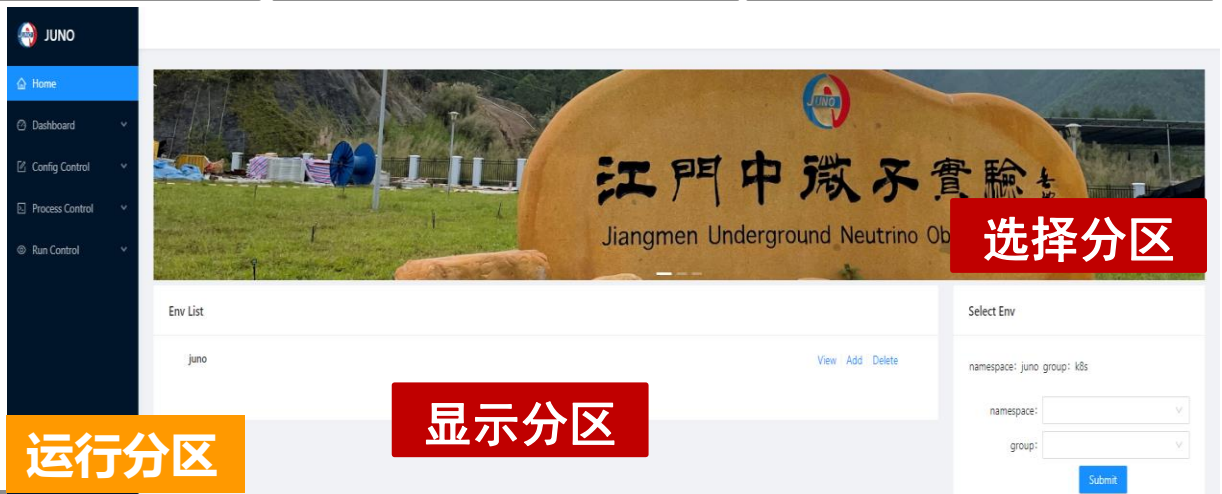 JUNO
Home
Dashboard
Config Control
Process Control
Run Control
JUNO
江門中微子實驗
Jiangmen Underground Neutrino Ob
选择分区
Env List
juno
View Add Delete
显示分区
Select Env
namespace: juno group: k8s
namespace:
group:
Submit
运行分区